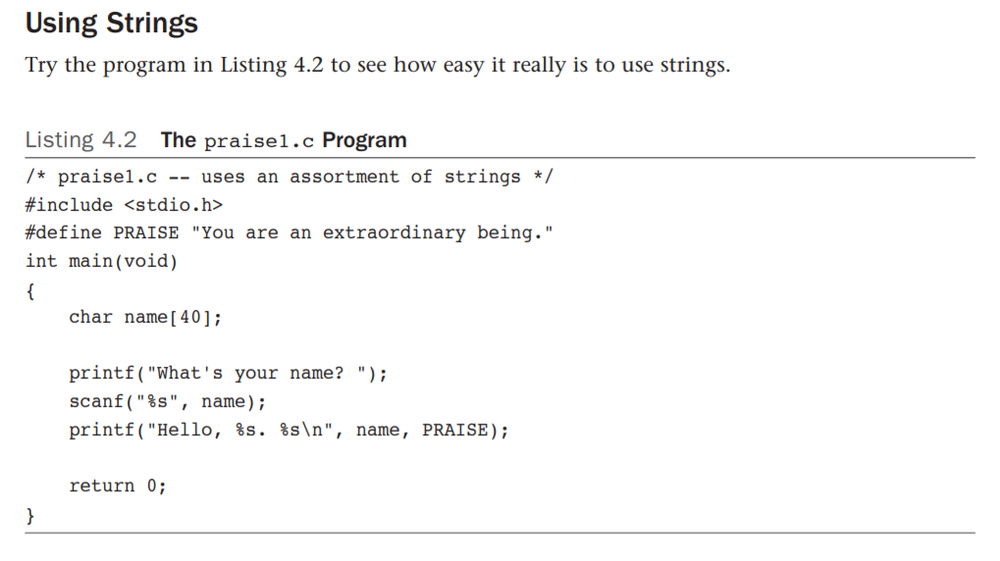 Using Strings
Try the program in Listing 4.2 to see how easy it really is to use strings.
Listing 4.2 The praise1.c Program
/* praise1.c -- uses an assortment of strings */
#include <stdio.h>
#define PRAISE "You are an extraordinary being."
int main(void)
{
    char name[40];

    printf("What's your name? ");
    scanf("%s", name);
    printf("Hello, %s. %s\n", name, PRAISE);

    return 0;
}